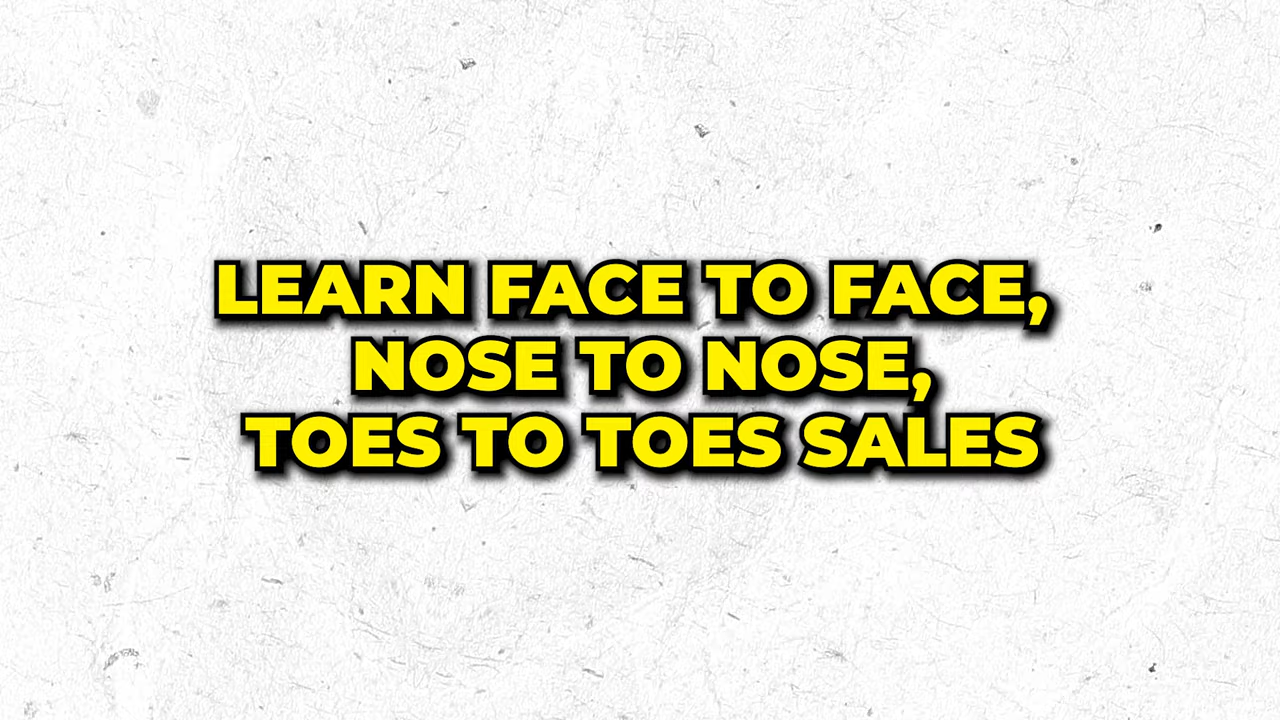 LEARN FACE TO FACE,
NOSE TO NOSE,
TOES TO TOES SALES